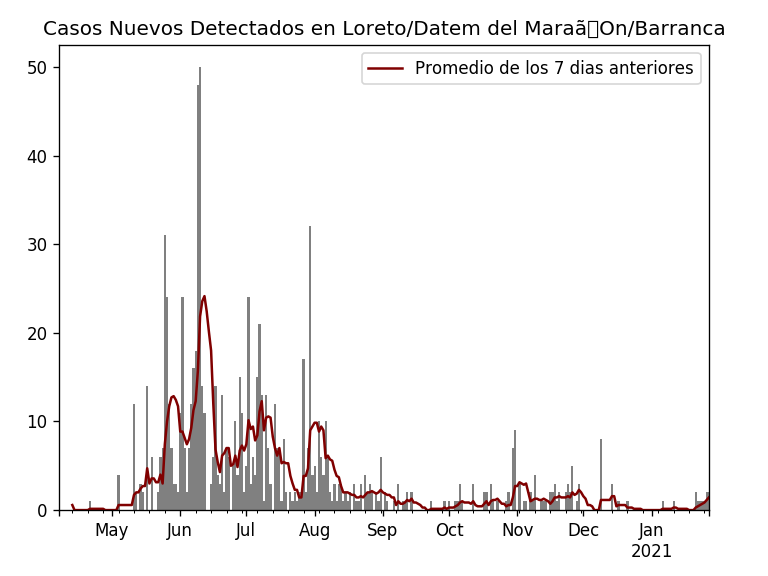 Casos Nuevos Detectados en Loreto/Datem del Maraã▯On/Barranca
Promedio de los 7 dias anteriores
50
40
30
20
10
0
May Jun Jul Aug Sep Oct Nov Dec Jan
2021